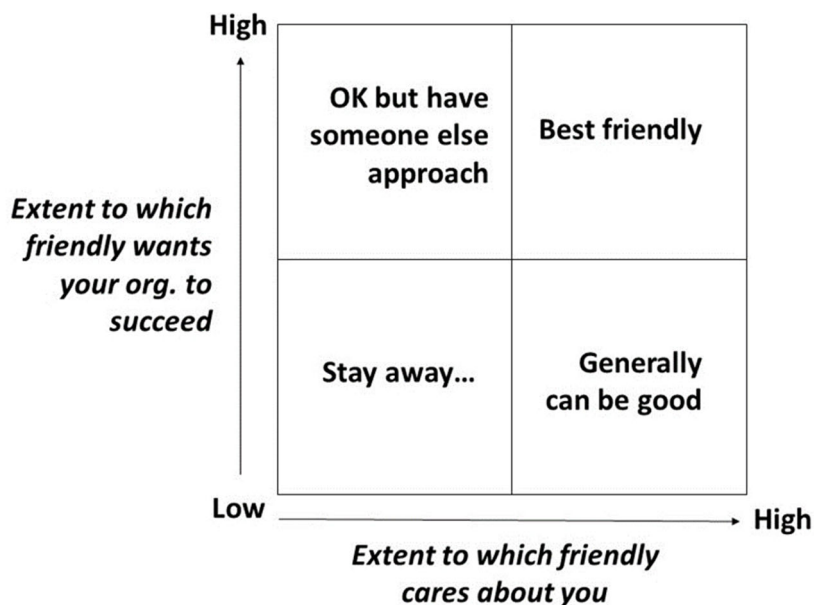 High
OK but have
someone else
approach
Best friendly
Extent to which
friendly wants
your org. to
succeed
Stay away...
Generally
can be good
Low
High
Extent to which friendly
cares about you